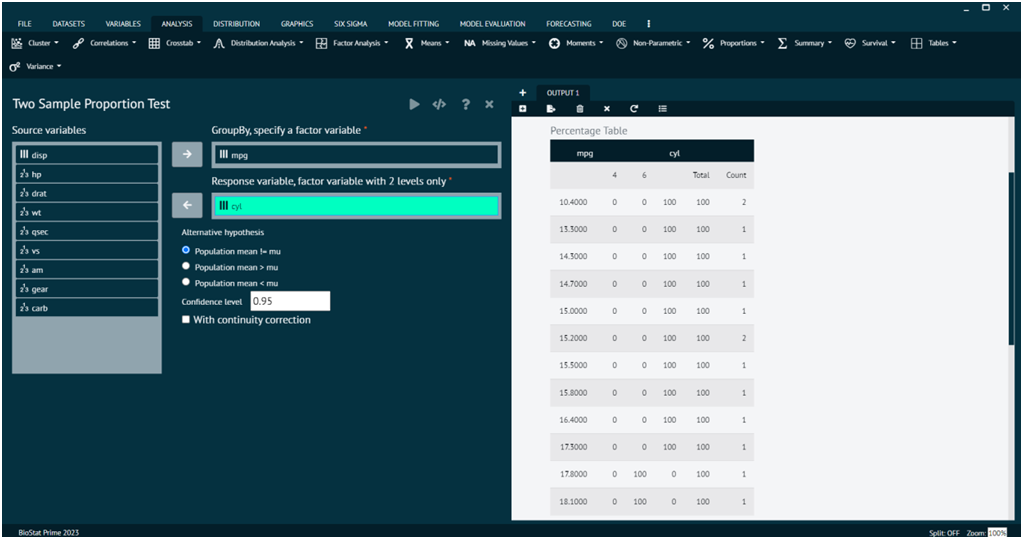 FILE DATASETS VARIABLES ANALYSIS DISTRIBUTION GRAPHICS SIX SIGMA MODEL FITTING MODEL EVALUATION FORECASTING DOE
Cluster Correlations Crosstab Distribution Analysis Factor Analysis Means NA Missing Values Moments Non-Parametric Proportions Summary Survival Tables
σ² Variance
Two Sample Proportion Test
Source variables
disp
hp
drat
wt
qsec
vs
am
gear
carb
GroupBy, specify a factor variable *
mpg
Response variable, factor variable with 2 levels only *
cyl
Alternative hypothesis
Population mean != mu
Population mean > mu
Population mean < mu
Confidence level 0.95
With continuity correction
OUTPUT 1
Percentage Table
mpg cyl
4 6 Total Count
10.4000 0 0 100 100 2
13.3000 0 0 100 100 1
14.3000 0 0 100 100 1
14.7000 0 0 100 100 1
15.0000 0 0 100 100 1
15.2000 0 0 100 100 2
15.5000 0 0 100 100 1
15.8000 0 0 100 100 1
16.4000 0 0 100 100 1
17.3000 0 0 100 100 1
17.8000 0 100 0 100 1
18.1000 0 100 0 100 1
BioStat Prime 2023
Split: OFF Zoom: 100%